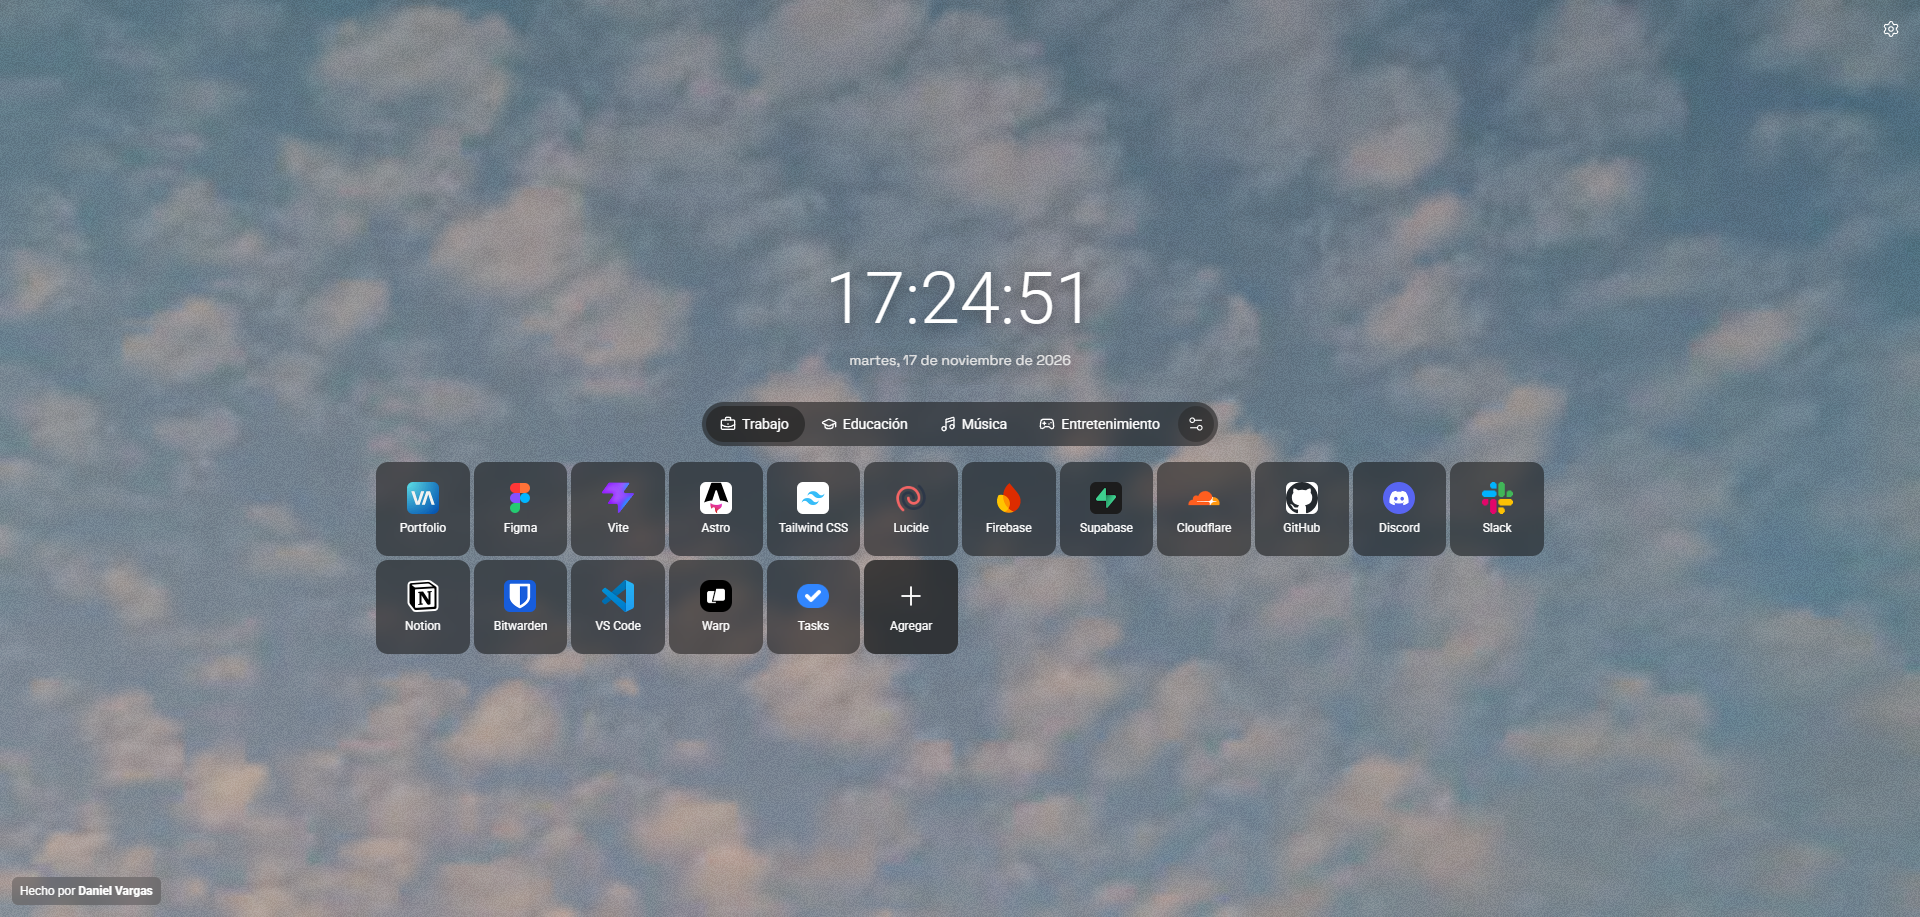 17:24:51
martes, 17 de noviembre de 2026
Trabajo Educación Música Entretenimiento
VA
Portfolio Figma Vite Astro Tailwind CSS Lucide Firebase Supabase Cloudflare GitHub Discord Slack
N
Notion Bitwarden VS Code Warp Tasks Agregar
Hecho por Daniel Vargas